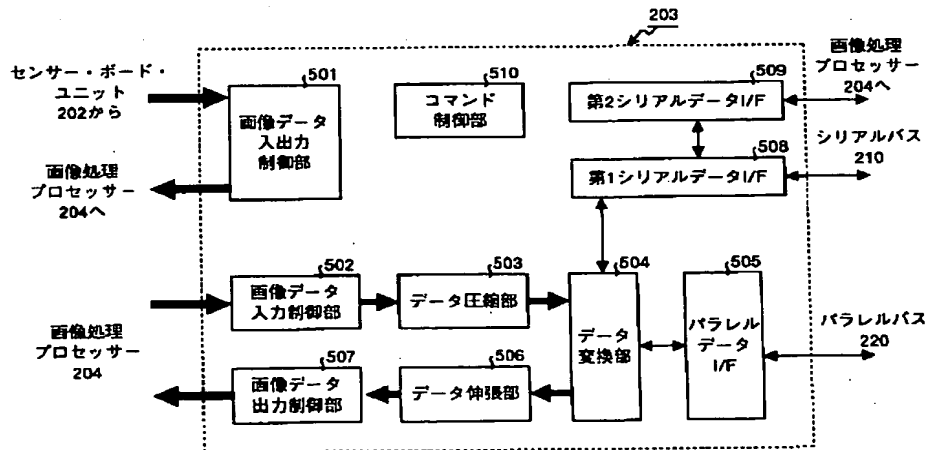 203
センサー・ボード・
ユニット
202から
画像処理
プロセッサー
204へ
501
画像データ
入出力
制御部
510
コマンド
制御部
509
第2シリアルデータI/F
画像処理
プロセッサー
204へ
508
第1シリアルデータI/F
シリアルバス
210
画像処理
プロセッサー
204
502
画像データ
入力制御部
503
データ圧縮部
504
データ
変換部
505
パラレル
データ
I/F
パラレルバス
220
507
画像データ
出力制御部
506
データ伸張部